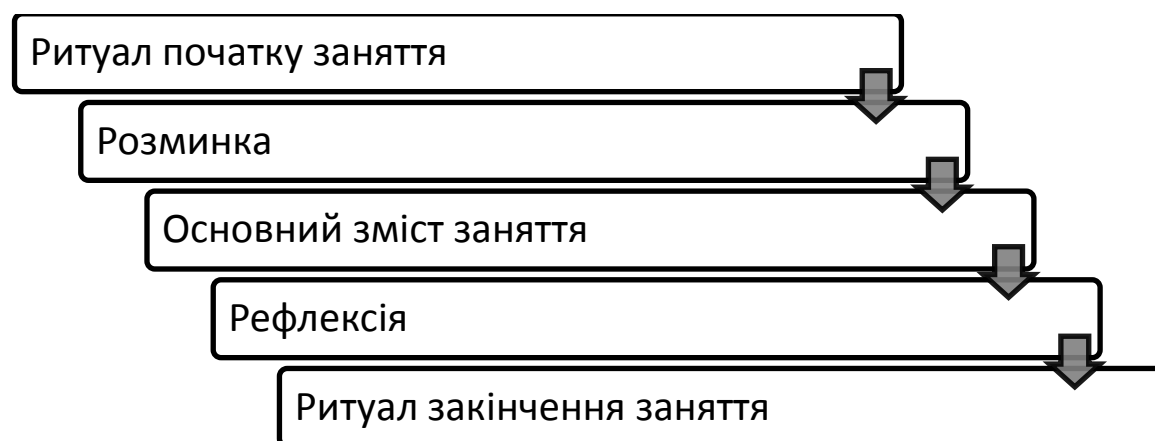 Ритуал початку заняття
Розминка
Основний зміст заняття
Рефлексія
Ритуал закінчення заняття